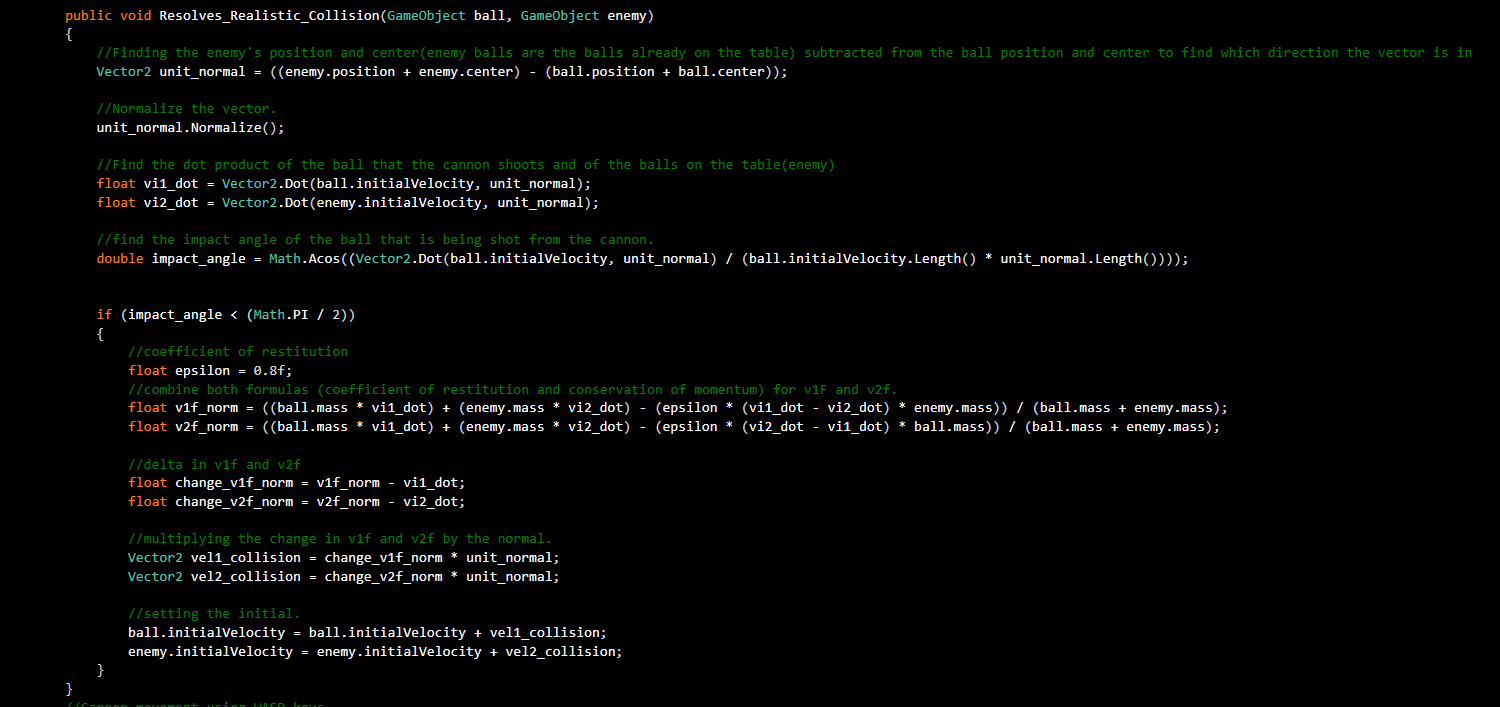 public void Resolves_Realistic_Collision(GameObject ball, GameObject enemy)
{
//Finding the enemy's position and center(enemy balls are the balls already on the table) subtracted from the ball position and center to find which direction the vector is in
Vector2 unit_normal = ((enemy.position + enemy.center) - (ball.position + ball.center));
//Normalize the vector.
unit_normal.Normalize();
//Find the dot product of the ball that the cannon shoots and of the balls on the table(enemy)
float vi1_dot = Vector2.Dot(ball.initialVelocity, unit_normal);
float vi2_dot = Vector2.Dot(enemy.initialVelocity, unit_normal);
//find the impact angle of the ball that is being shot from the cannon.
double impact_angle = Math.Acos((Vector2.Dot(ball.initialVelocity, unit_normal) / (ball.initialVelocity.Length() * unit_normal.Length())));
if (impact_angle < (Math.PI / 2))
{
//coefficient of restitution
float epsilon = 0.8f;
//combine both formulas (coefficient of restitution and conservation of momentum) for v1F and v2f.
float v1f_norm = ((ball.mass * vi1_dot) + (enemy.mass * vi2_dot) - (epsilon * (vi1_dot - vi2_dot) * enemy.mass)) / (ball.mass + enemy.mass);
float v2f_norm = ((ball.mass * vi1_dot) + (enemy.mass * vi2_dot) - (epsilon * (vi2_dot - vi1_dot) * ball.mass)) / (ball.mass + enemy.mass);
//delta in v1f and v2f
float change_v1f_norm = v1f_norm - vi1_dot;
float change_v2f_norm = v2f_norm - vi2_dot;
//multiplying the change in v1f and v2f by the normal.
Vector2 vel1_collision = change_v1f_norm * unit_normal;
Vector2 vel2_collision = change_v2f_norm * unit_normal;
//setting the initial.
ball.initialVelocity = ball.initialVelocity + vel1_collision;
enemy.initialVelocity = enemy.initialVelocity + vel2_collision;
}
}
//Cannon movement using WASD keys